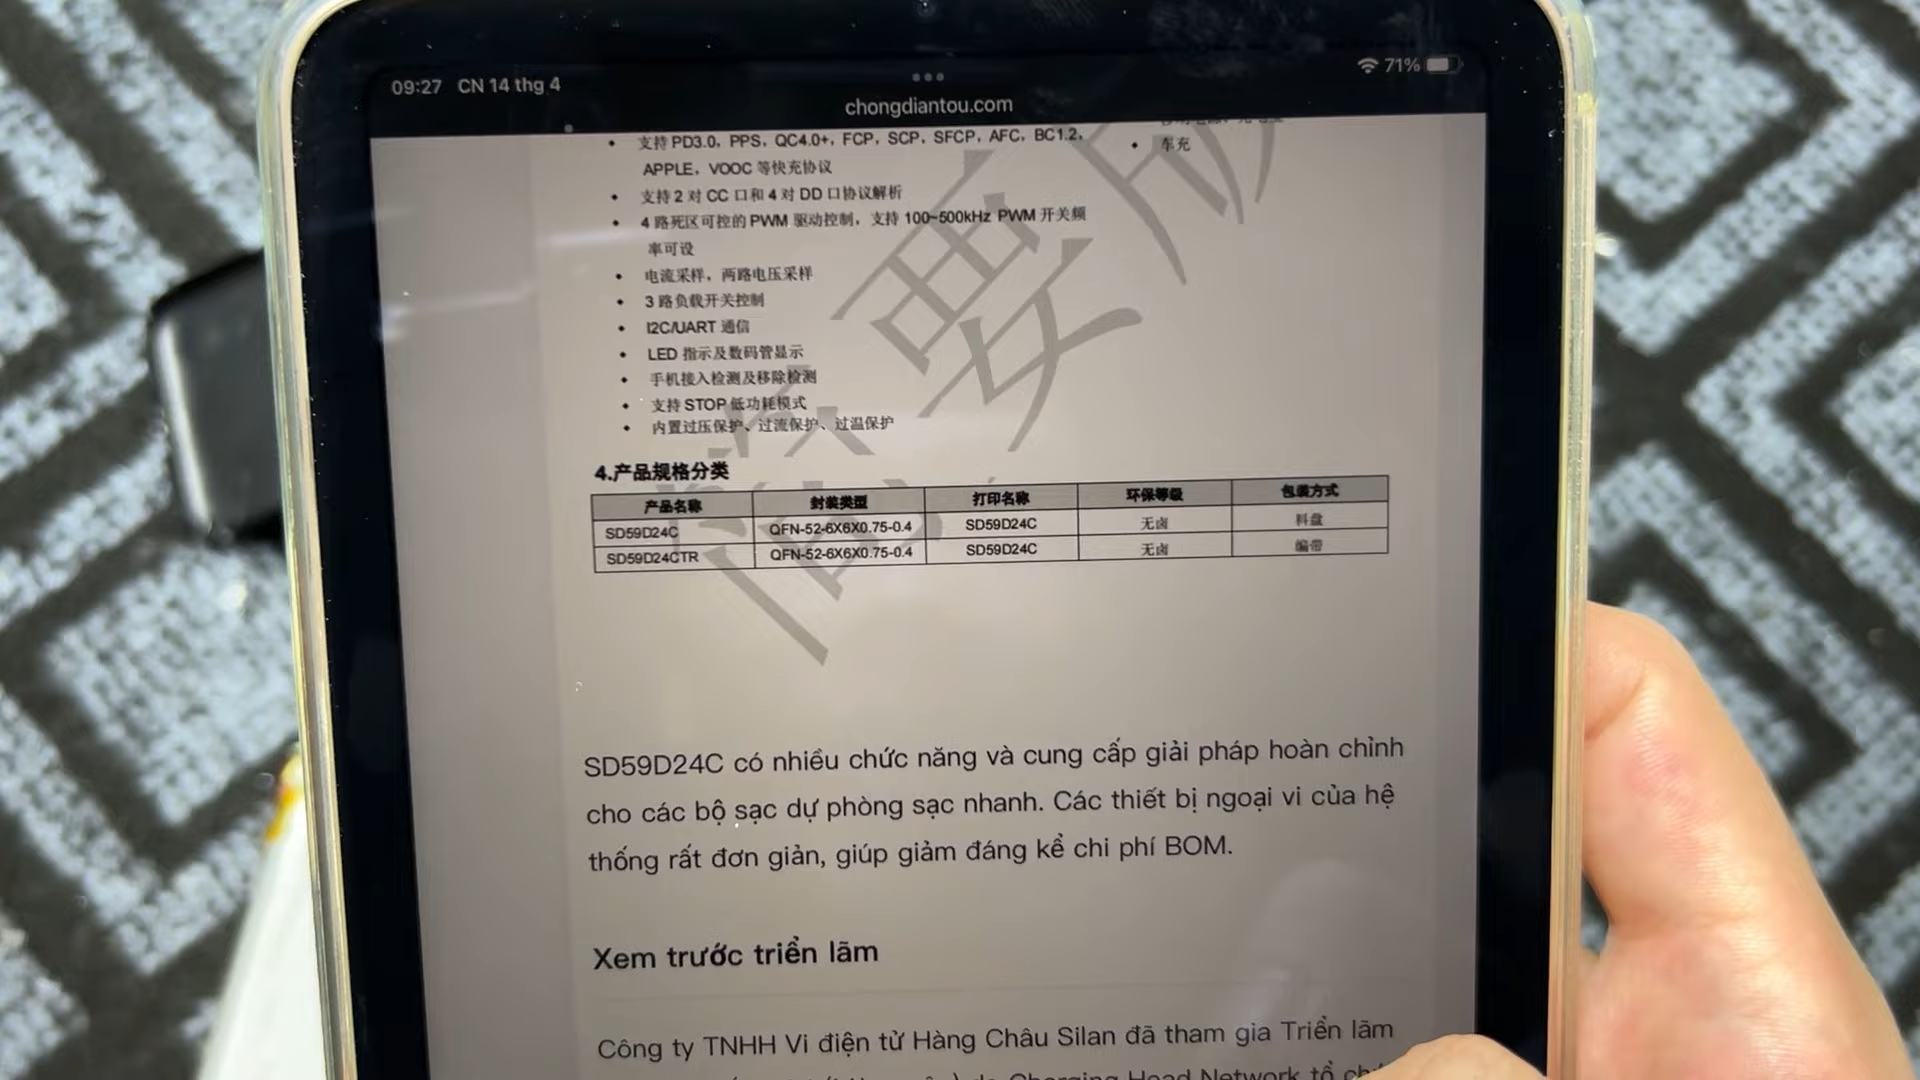 09:27 CN 14 thg 4
71%
chongdiantou.com
• 支持 PD3.0，PPS，QC4.0+，FCP，SCP，SFCP，AFC，BC1.2，
APPLE，VOOC 等快充协议
• 支持 2 对 CC 口和 4 对 DD 口协议解析
• 4 路死区可控的 PWM 驱动控制，支持 100~500kHz PWM 开关频
率可设
• 电流采样，两路电压采样
• 3 路负载开关控制
• I2C/UART 通信
• LED 指示及数码管显示
• 手机接入检测及移除检测
• 支持 STOP 低功耗模式
• 内置过压保护、过流保护、过温保护
• 车充
简要版
4.产品规格分类
产品名称 封装类型 打印名称 环保等级 包装方式
SD59D24C QFN-52-6X6X0.75-0.4 SD59D24C 无卤 料盘
SD59D24CTR QFN-52-6X6X0.75-0.4 SD59D24C 无卤 编带
SD59D24C có nhiều chức năng và cung cấp giải pháp hoàn chỉnh
cho các bộ sạc dự phòng sạc nhanh. Các thiết bị ngoại vi của hệ
thống rất đơn giản, giúp giảm đáng kể chi phí BOM.
Xem trước triển lãm
Công ty TNHH Vi điện tử Hàng Châu Silan đã tham gia Triển lãm
Charging Head Network tổ